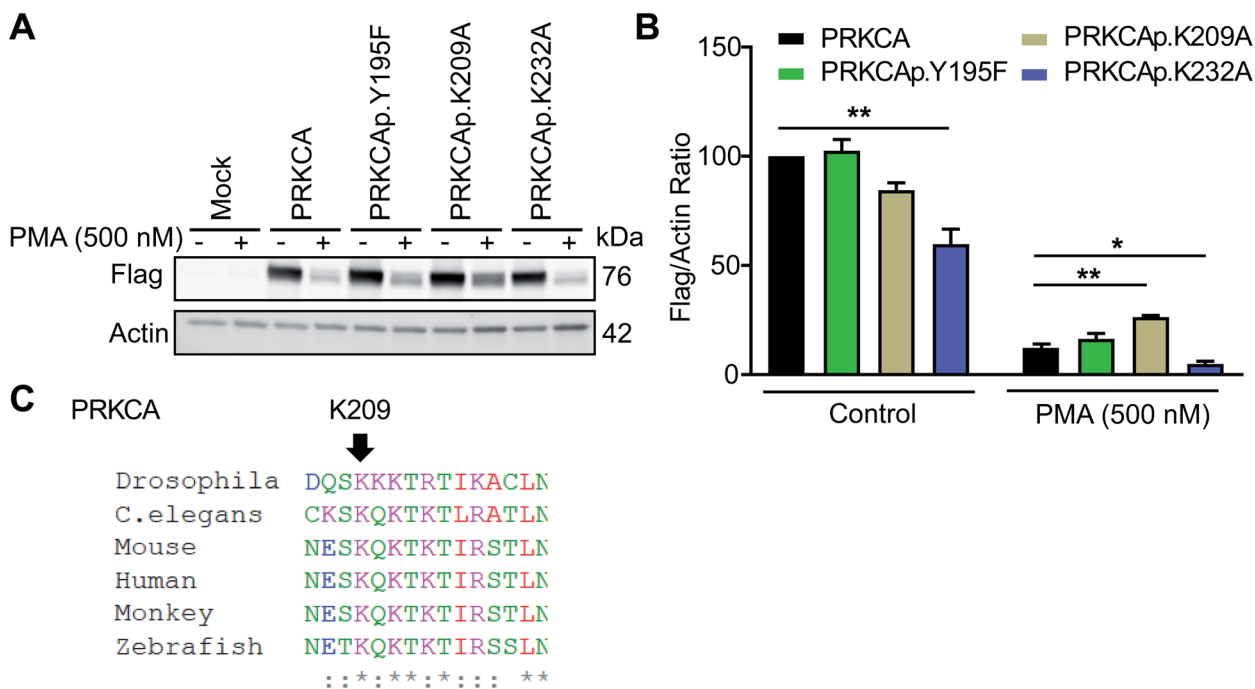 A
Mock
PRKCA
PRKCAp.Y195F
PRKCAp.K209A
PRKCAp.K232A
PMA (500 nM) - + - + - + - + - + kDa
Flag 76
Actin 42
B
PRKCA PRKCAp.K209A
PRKCAp.Y195F PRKCAp.K232A
Flag/Actin Ratio
150
100
50
0
**
*
**
Control PMA (500 nM)
C
PRKCA K209
Drosophila DQSKKKTRTIKACLN
C.elegans CKSKQKTKTLRATLN
Mouse NESKQKTKTIRSTLN
Human NESKQKTKTIRSTLN
Monkey NESKQKTKTIRSTLN
Zebrafish NETKQKTKTIRSSLN
::*:**:*::: **